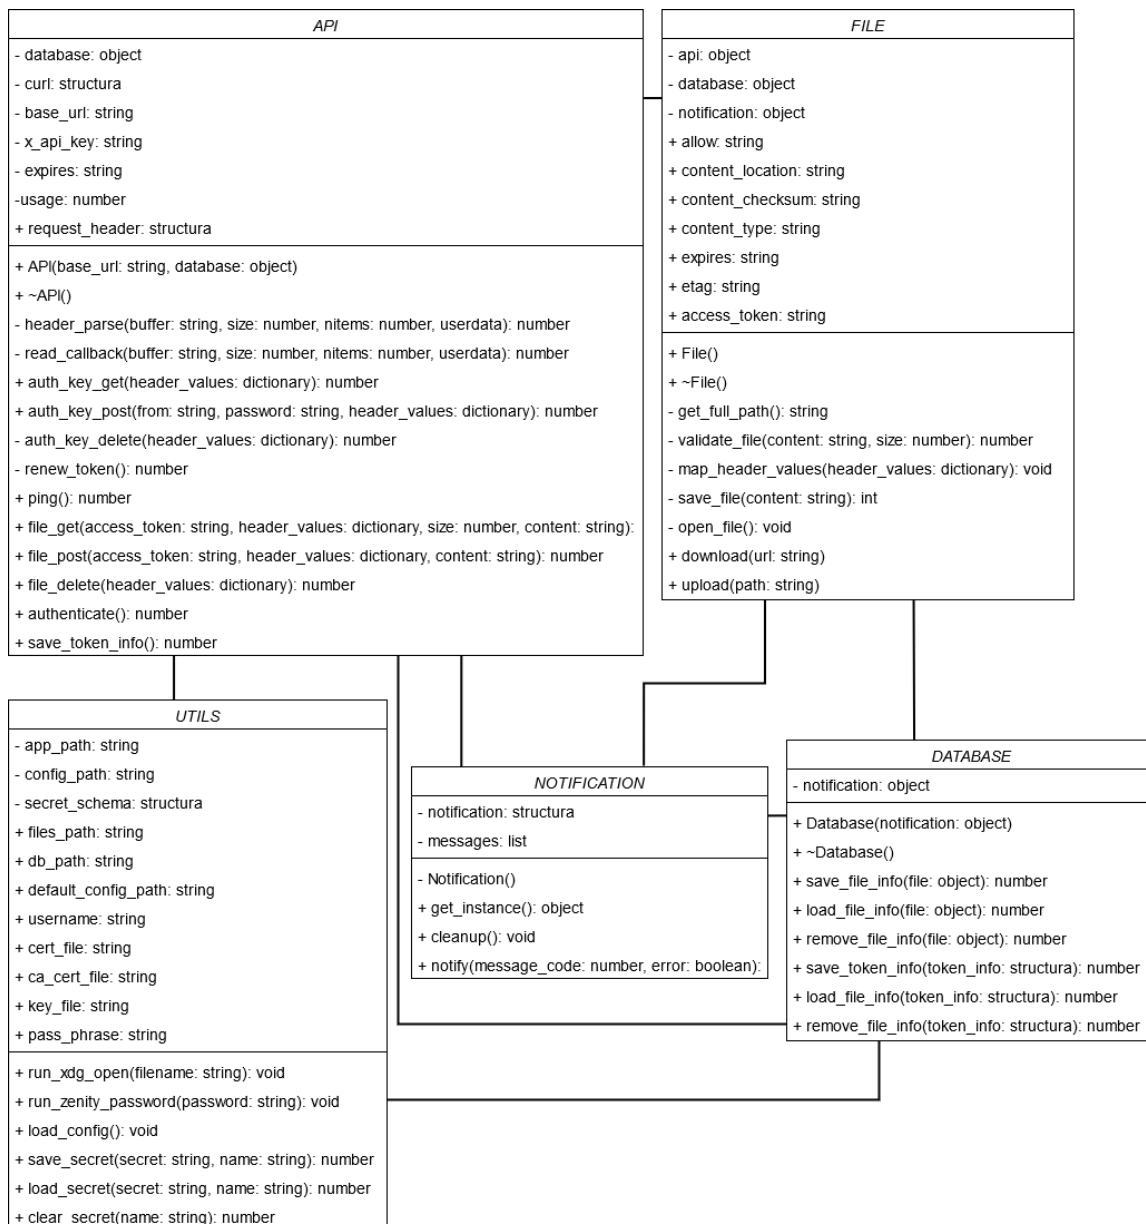 API
- database: object
- curl: structura
- base_url: string
- x_api_key: string
- expires: string
-usage: number
+ request_header: structura
+ API(base_url: string, database: object)
+ ~API()
- header_parse(buffer: string, size: number, nitems: number, userdata): number
- read_callback(buffer: string, size: number, nitems: number, userdata): number
+ auth_key_get(header_values: dictionary): number
+ auth_key_post(from: string, password: string, header_values: dictionary): number
- auth_key_delete(header_values: dictionary): number
- renew_token(): number
+ ping(): number
+ file_get(access_token: string, header_values: dictionary, size: number, content: string):
+ file_post(access_token: string, header_values: dictionary, content: string): number
+ file_delete(header_values: dictionary): number
+ authenticate(): number
+ save_token_info(): number
FILE
- api: object
- database: object
- notification: object
+ allow: string
+ content_location: string
+ content_checksum: string
+ content_type: string
+ expires: string
+ etag: string
+ access_token: string
+ File()
+ ~File()
- get_full_path(): string
- validate_file(content: string, size: number): number
- map_header_values(header_values: dictionary): void
- save_file(content: string): int
- open_file(): void
+ download(url: string)
+ upload(path: string)
UTILS
- app_path: string
- config_path: string
- secret_schema: structura
+ files_path: string
+ db_path: string
+ default_config_path: string
+ username: string
+ cert_file: string
+ ca_cert_file: string
+ key_file: string
+ pass_phrase: string
+ run_xdg_open(filename: string): void
+ run_zenity_password(password: string): void
+ load_config(): void
+ save_secret(secret: string, name: string): number
+ load_secret(secret: string, name: string): number
+ clear_secret(name: string): number
NOTIFICATION
- notification: structura
- messages: list
- Notification()
+ get_instance(): object
+ cleanup(): void
+ notify(message_code: number, error: boolean):
DATABASE
- notification: object
+ Database(notification: object)
+ ~Database()
+ save_file_info(file: object): number
+ load_file_info(file: object): number
+ remove_file_info(file: object): number
+ save_token_info(token_info: structura): number
+ load_file_info(token_info: structura): number
+ remove_file_info(token_info: structura): number